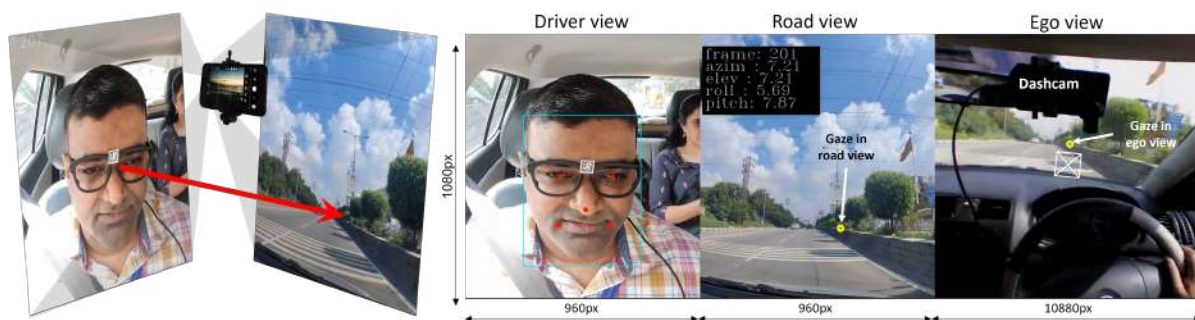 Driver view
Road view
Ego view
1080px
frame: 201
azim : 7.21
elev : 7.21
roll : 5.69
pitch: 7.87
Gaze in
road view
Dashcam
Gaze in
ego view
960px
960px
10880px